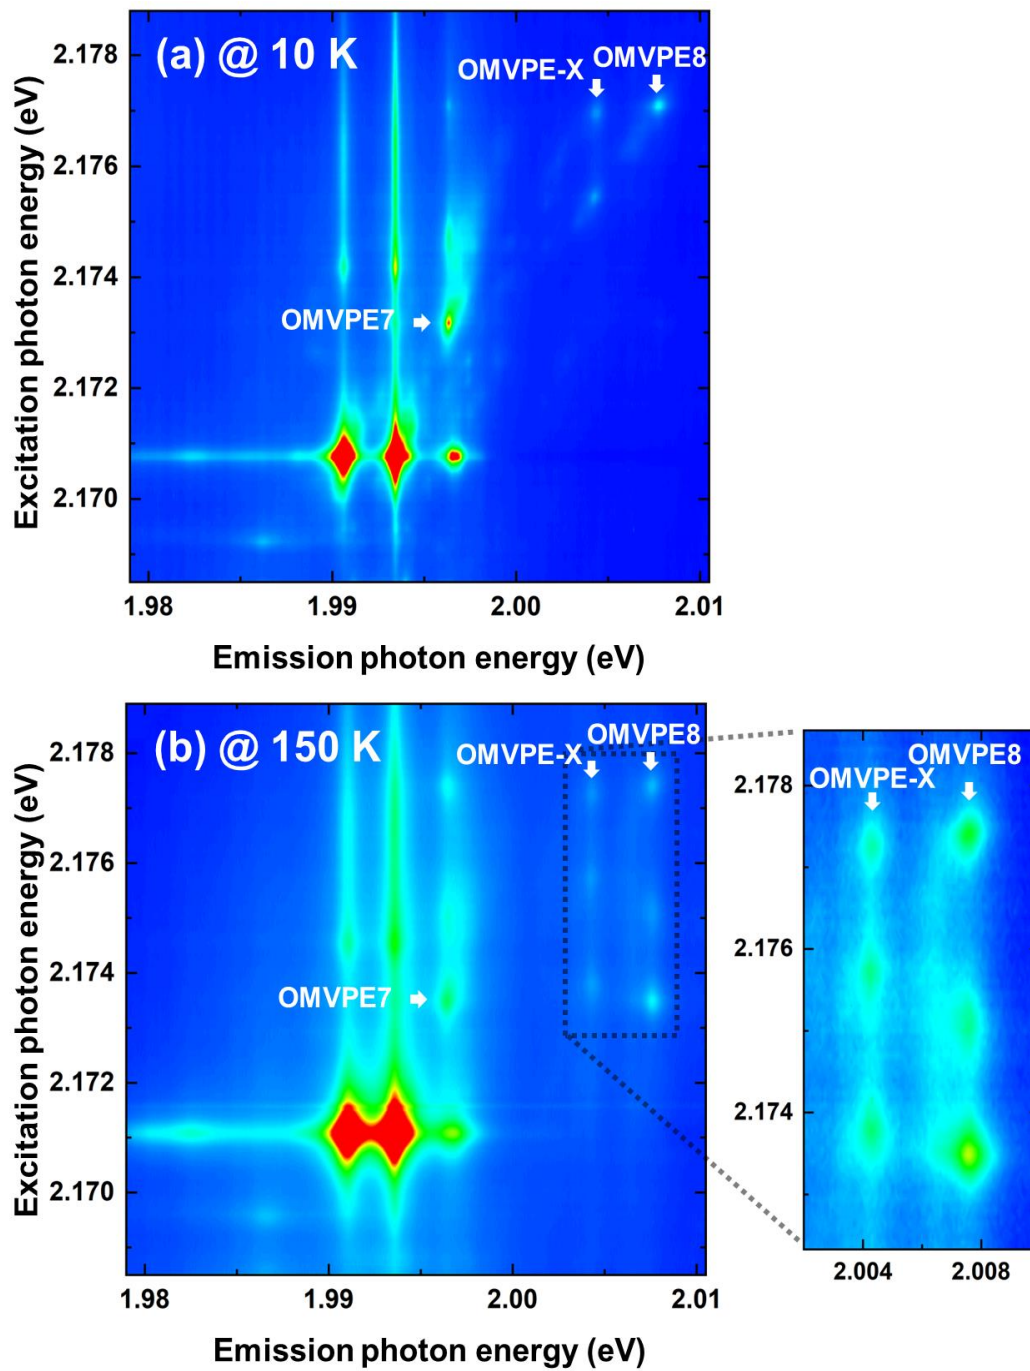 (a) @ 10 K
OMVPE-X
OMVPE8
OMVPE7
Excitation photon energy (eV)
2.178
2.176
2.174
2.172
2.170
1.98
1.99
2.00
2.01
Emission photon energy (eV)
(b) @ 150 K
OMVPE-X
OMVPE8
OMVPE7
Excitation photon energy (eV)
2.178
2.176
2.174
2.172
2.170
1.98
1.99
2.00
2.01
Emission photon energy (eV)
OMVPE8
OMVPE-X
2.178
2.176
2.174
2.004
2.008